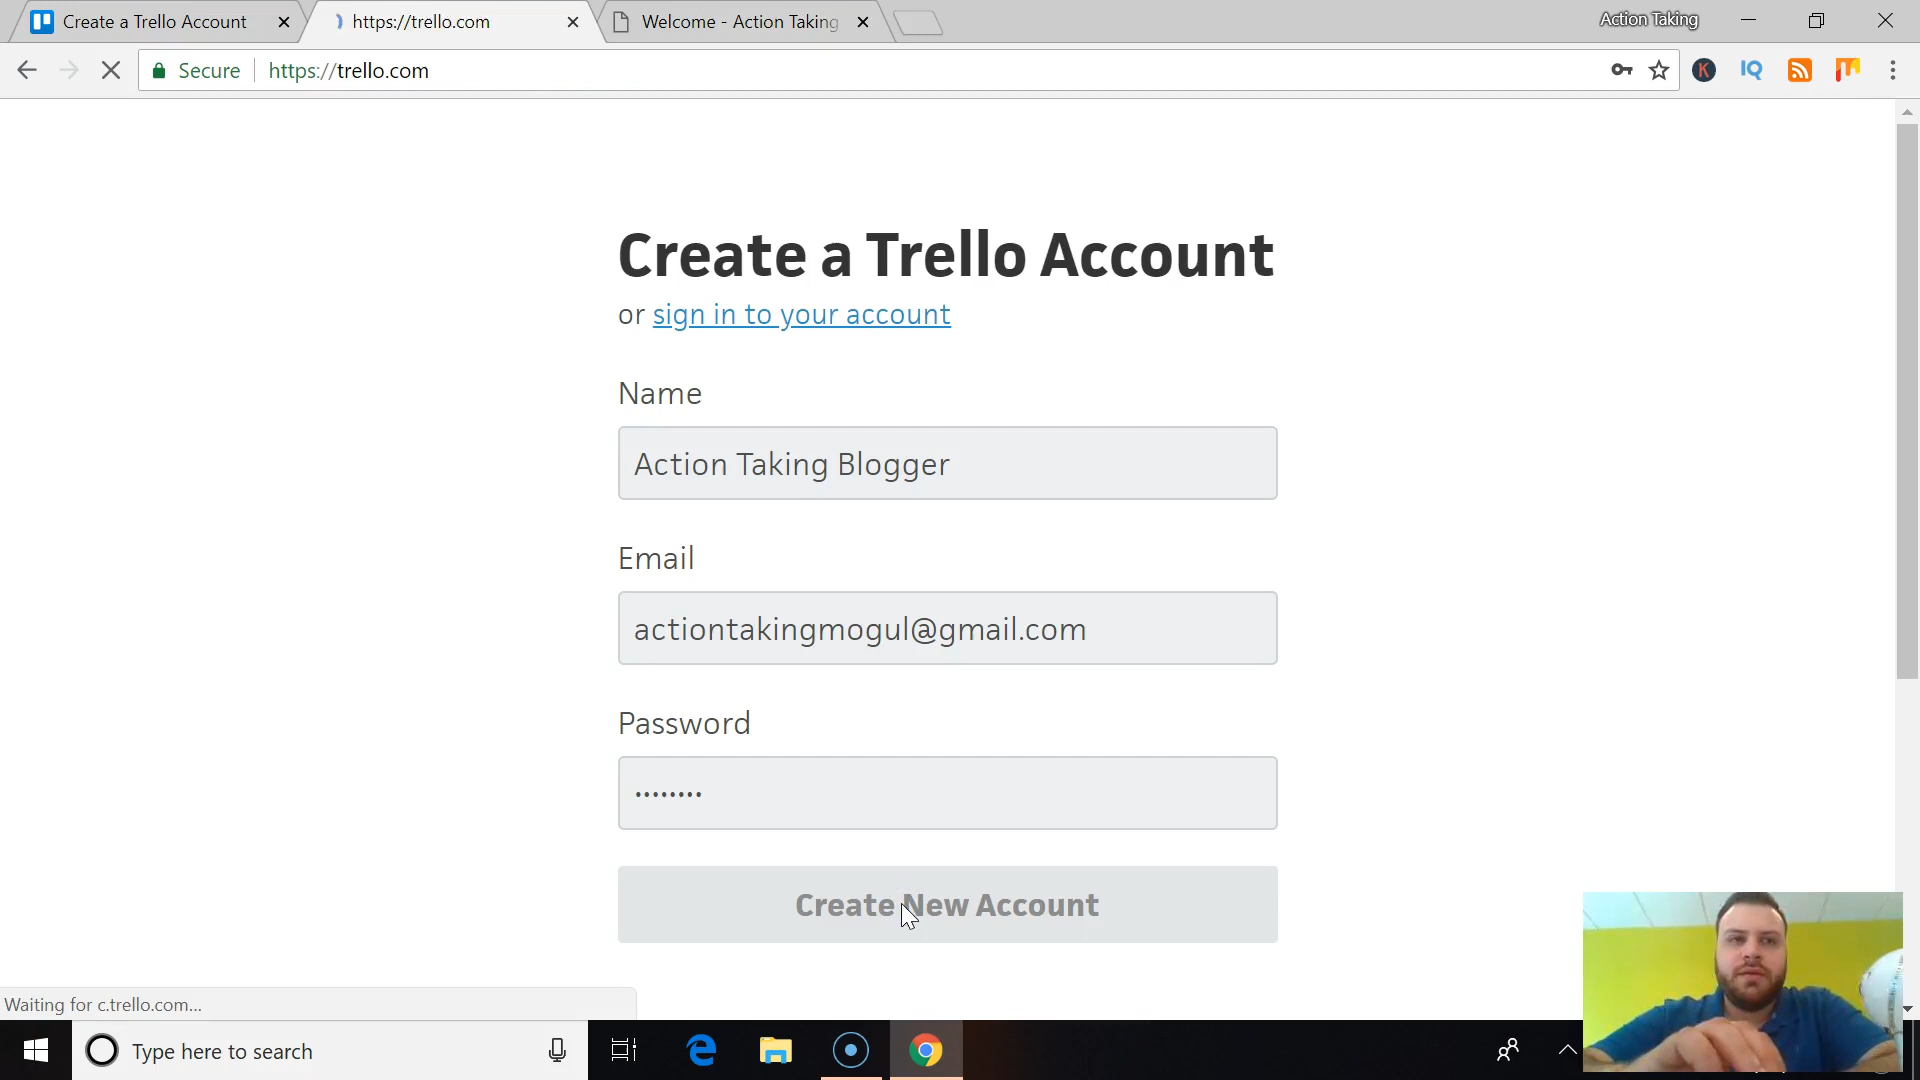 Create a Trello Account
https://trello.com
Welcome - Action Taking
Action Taking
Secure
https://trello.com
K
IQ
Create a Trello Account
or sign in to your account
Name
Action Taking Blogger
Email
actiontakingmogul@gmail.com
Password
••••••••
Create New Account
Waiting for c.trello.com...
Type here to search